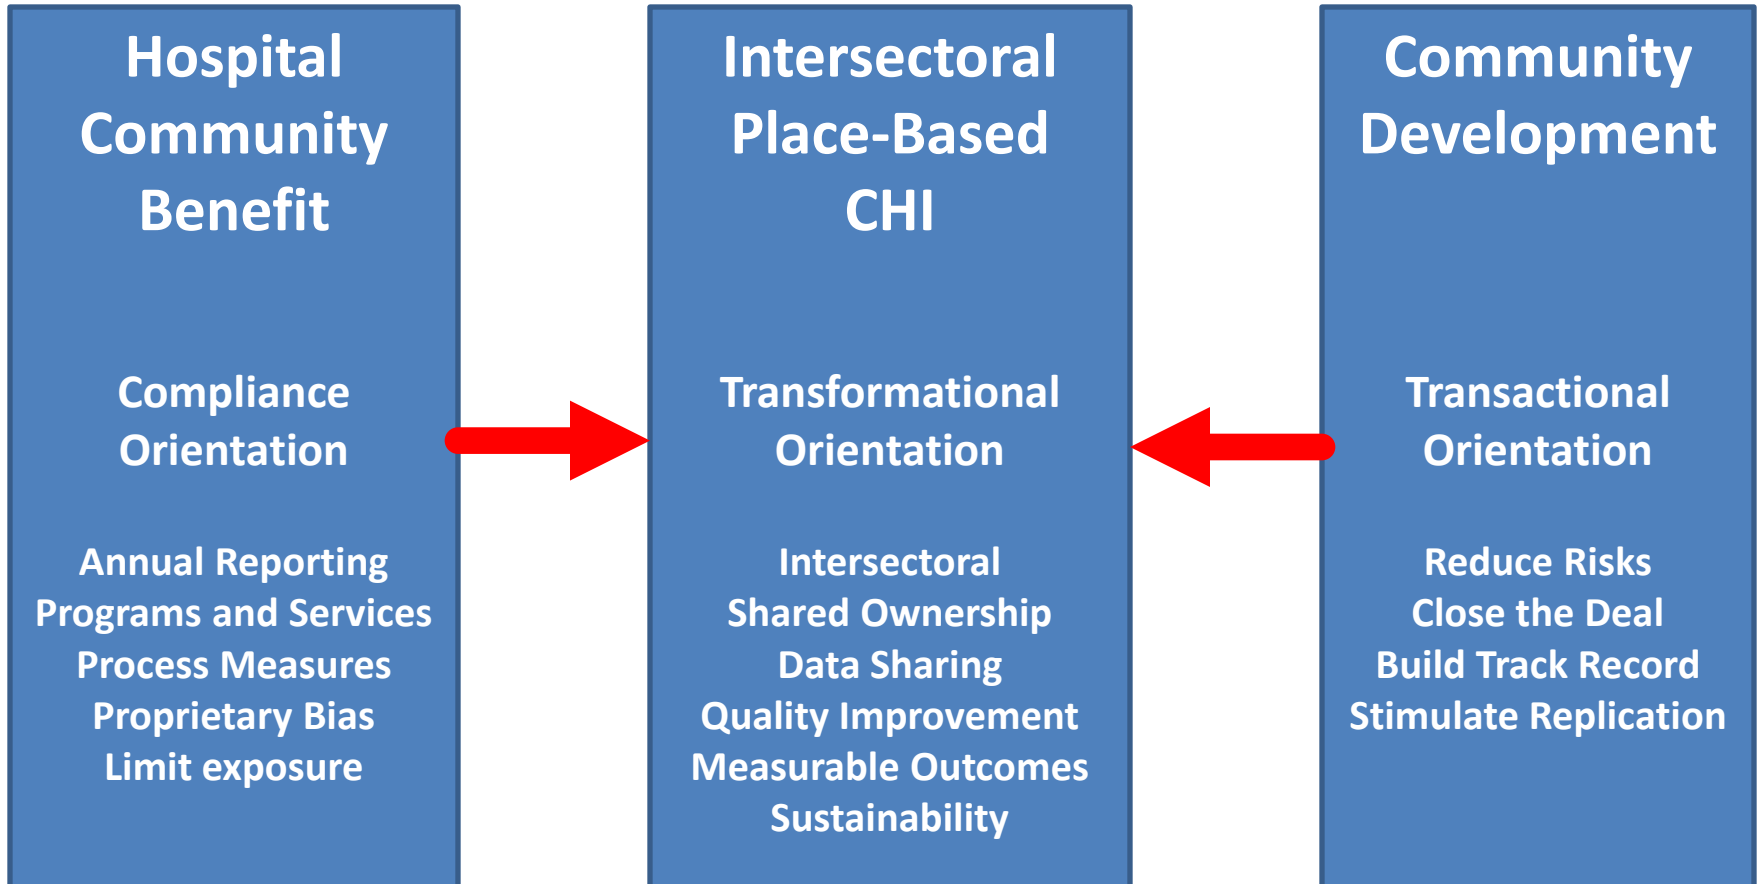 Hospital
Community
Benefit
Compliance
Orientation
Annual Reporting
Programs and Services
Process Measures
Proprietary Bias
Limit exposure
Intersectoral
Place-Based
CHI
Transformational
Orientation
Intersectoral
Shared Ownership
Data Sharing
Quality Improvement
Measurable Outcomes
Sustainability
Community
Development
Transactional
Orientation
Reduce Risks
Close the Deal
Build Track Record
Stimulate Replication